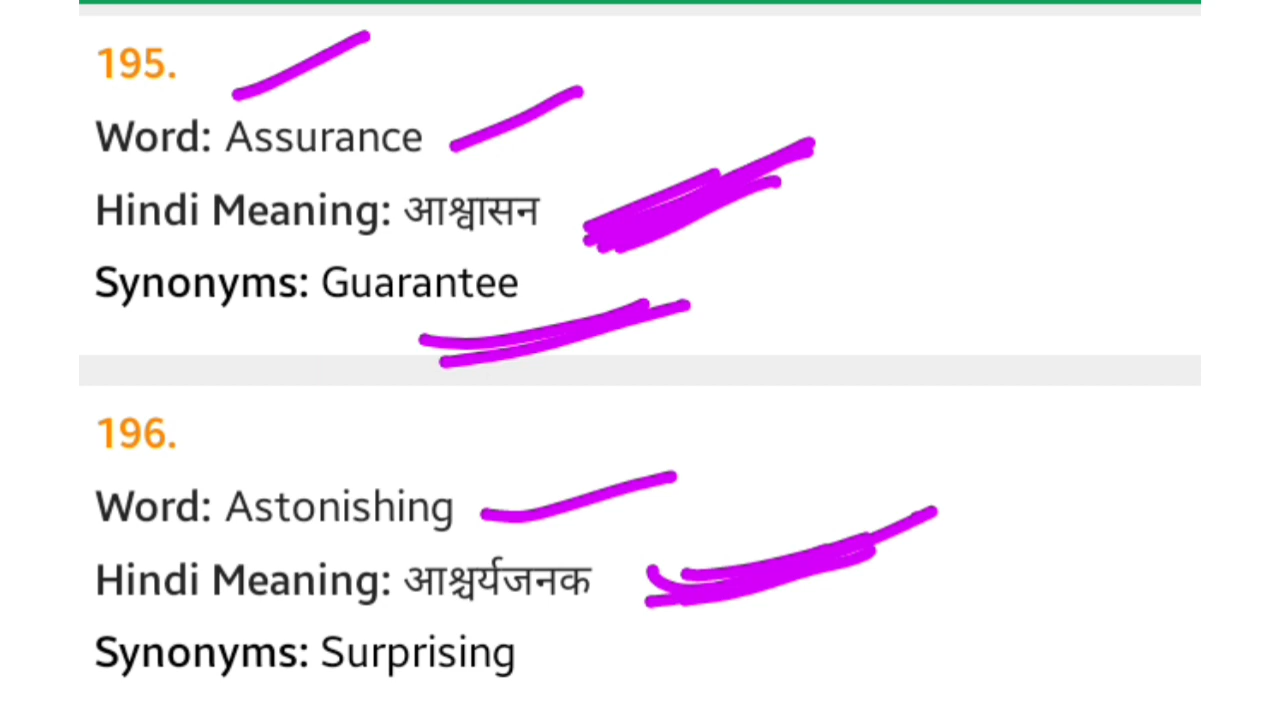 195.
Word: Assurance
Hindi Meaning: आश्वासन
Synonyms: Guarantee
196.
Word: Astonishing
Hindi Meaning: आश्चर्यजनक
Synonyms: Surprising